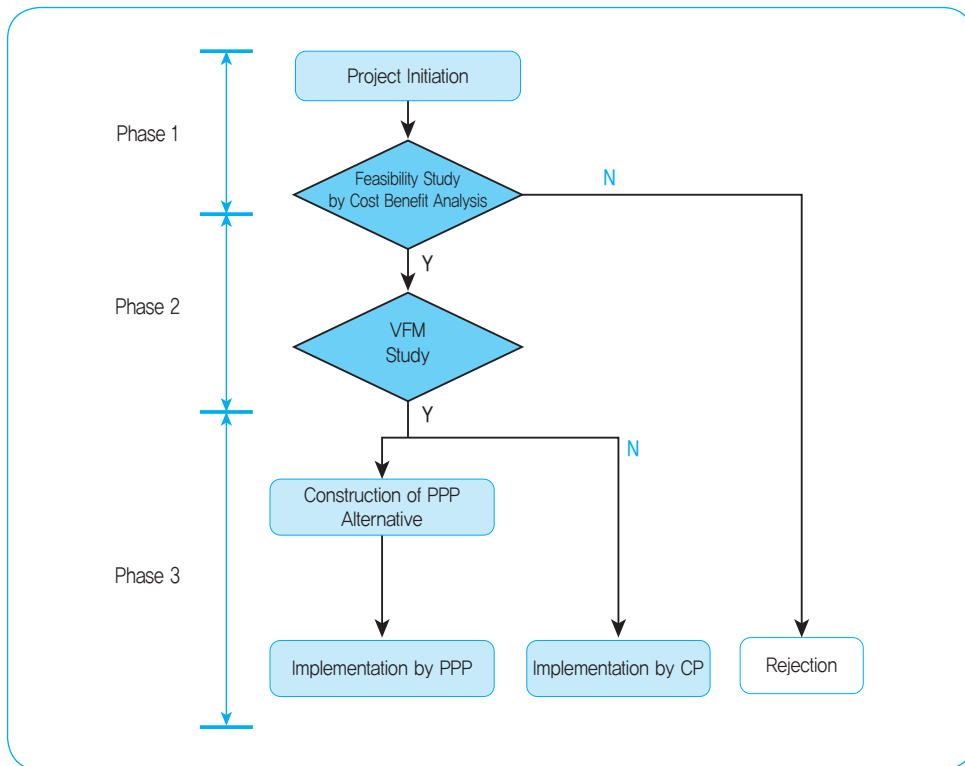 Project Initiation
Phase 1
Feasibility Study
by Cost Benefit Analysis
N
Y
Phase 2
VFM
Study
Y
N
Construction of PPP
Alternative
Phase 3
Implementation by PPP
Implementation by CP
Rejection